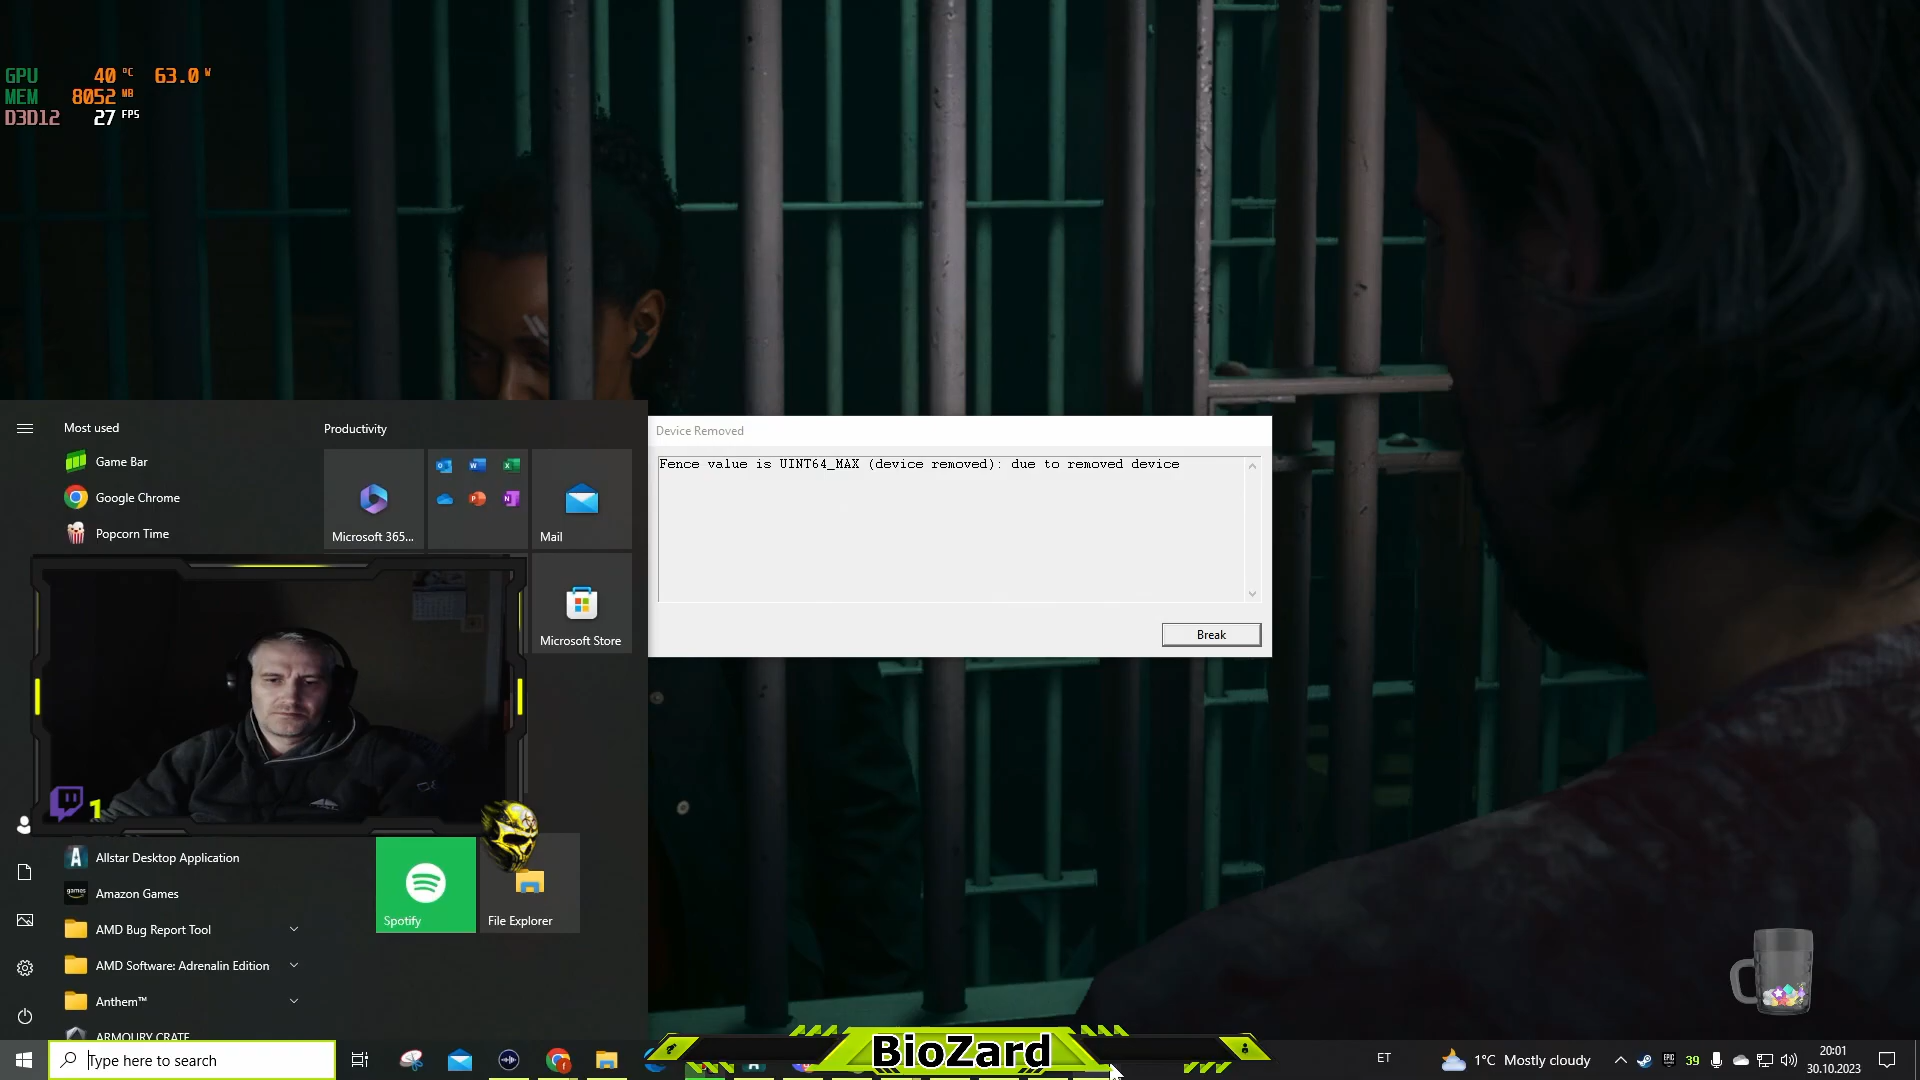 GPU 40 °C 63.0 W
MEM 8052 MB
D3D12 27 FPS
Most used
Game Bar
Google Chrome
Popcorn Time
Productivity
Microsoft 365...
Mail
Microsoft Store
Device Removed
Fence value is UINT64_MAX (device removed): due to removed device
Break
1
Allstar Desktop Application
games
Amazon Games
AMD Bug Report Tool
AMD Software: Adrenalin Edition
Anthem™
ARMOURY CRATE
Spotify
File Explorer
Type here to search
BioZard
ET
1°C Mostly cloudy
EPIC
39
20:01
30.10.2023